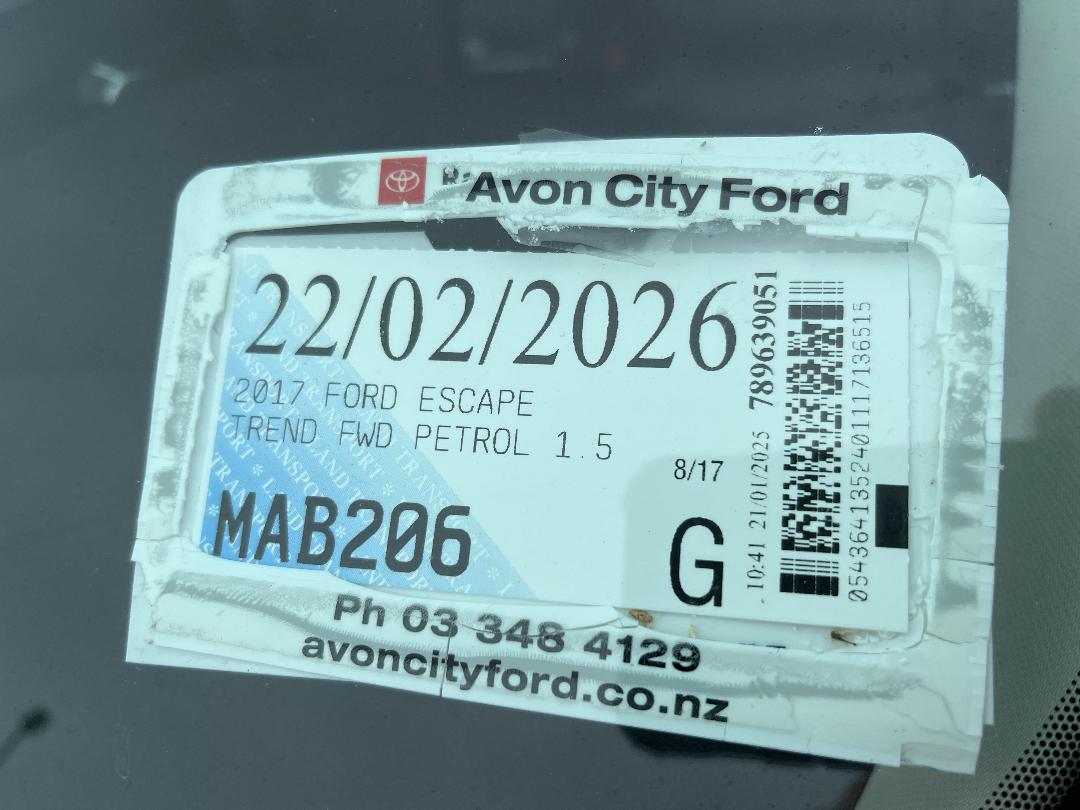 Avon City Ford
22/02/2026
2017 FORD ESCAPE
TREND FWD PETROL 1.5
8/17
MAB206
G
10:41 21/01/2025 789639051
05436413524011117136515
Ph 03 348 4129
avoncityford.co.nz